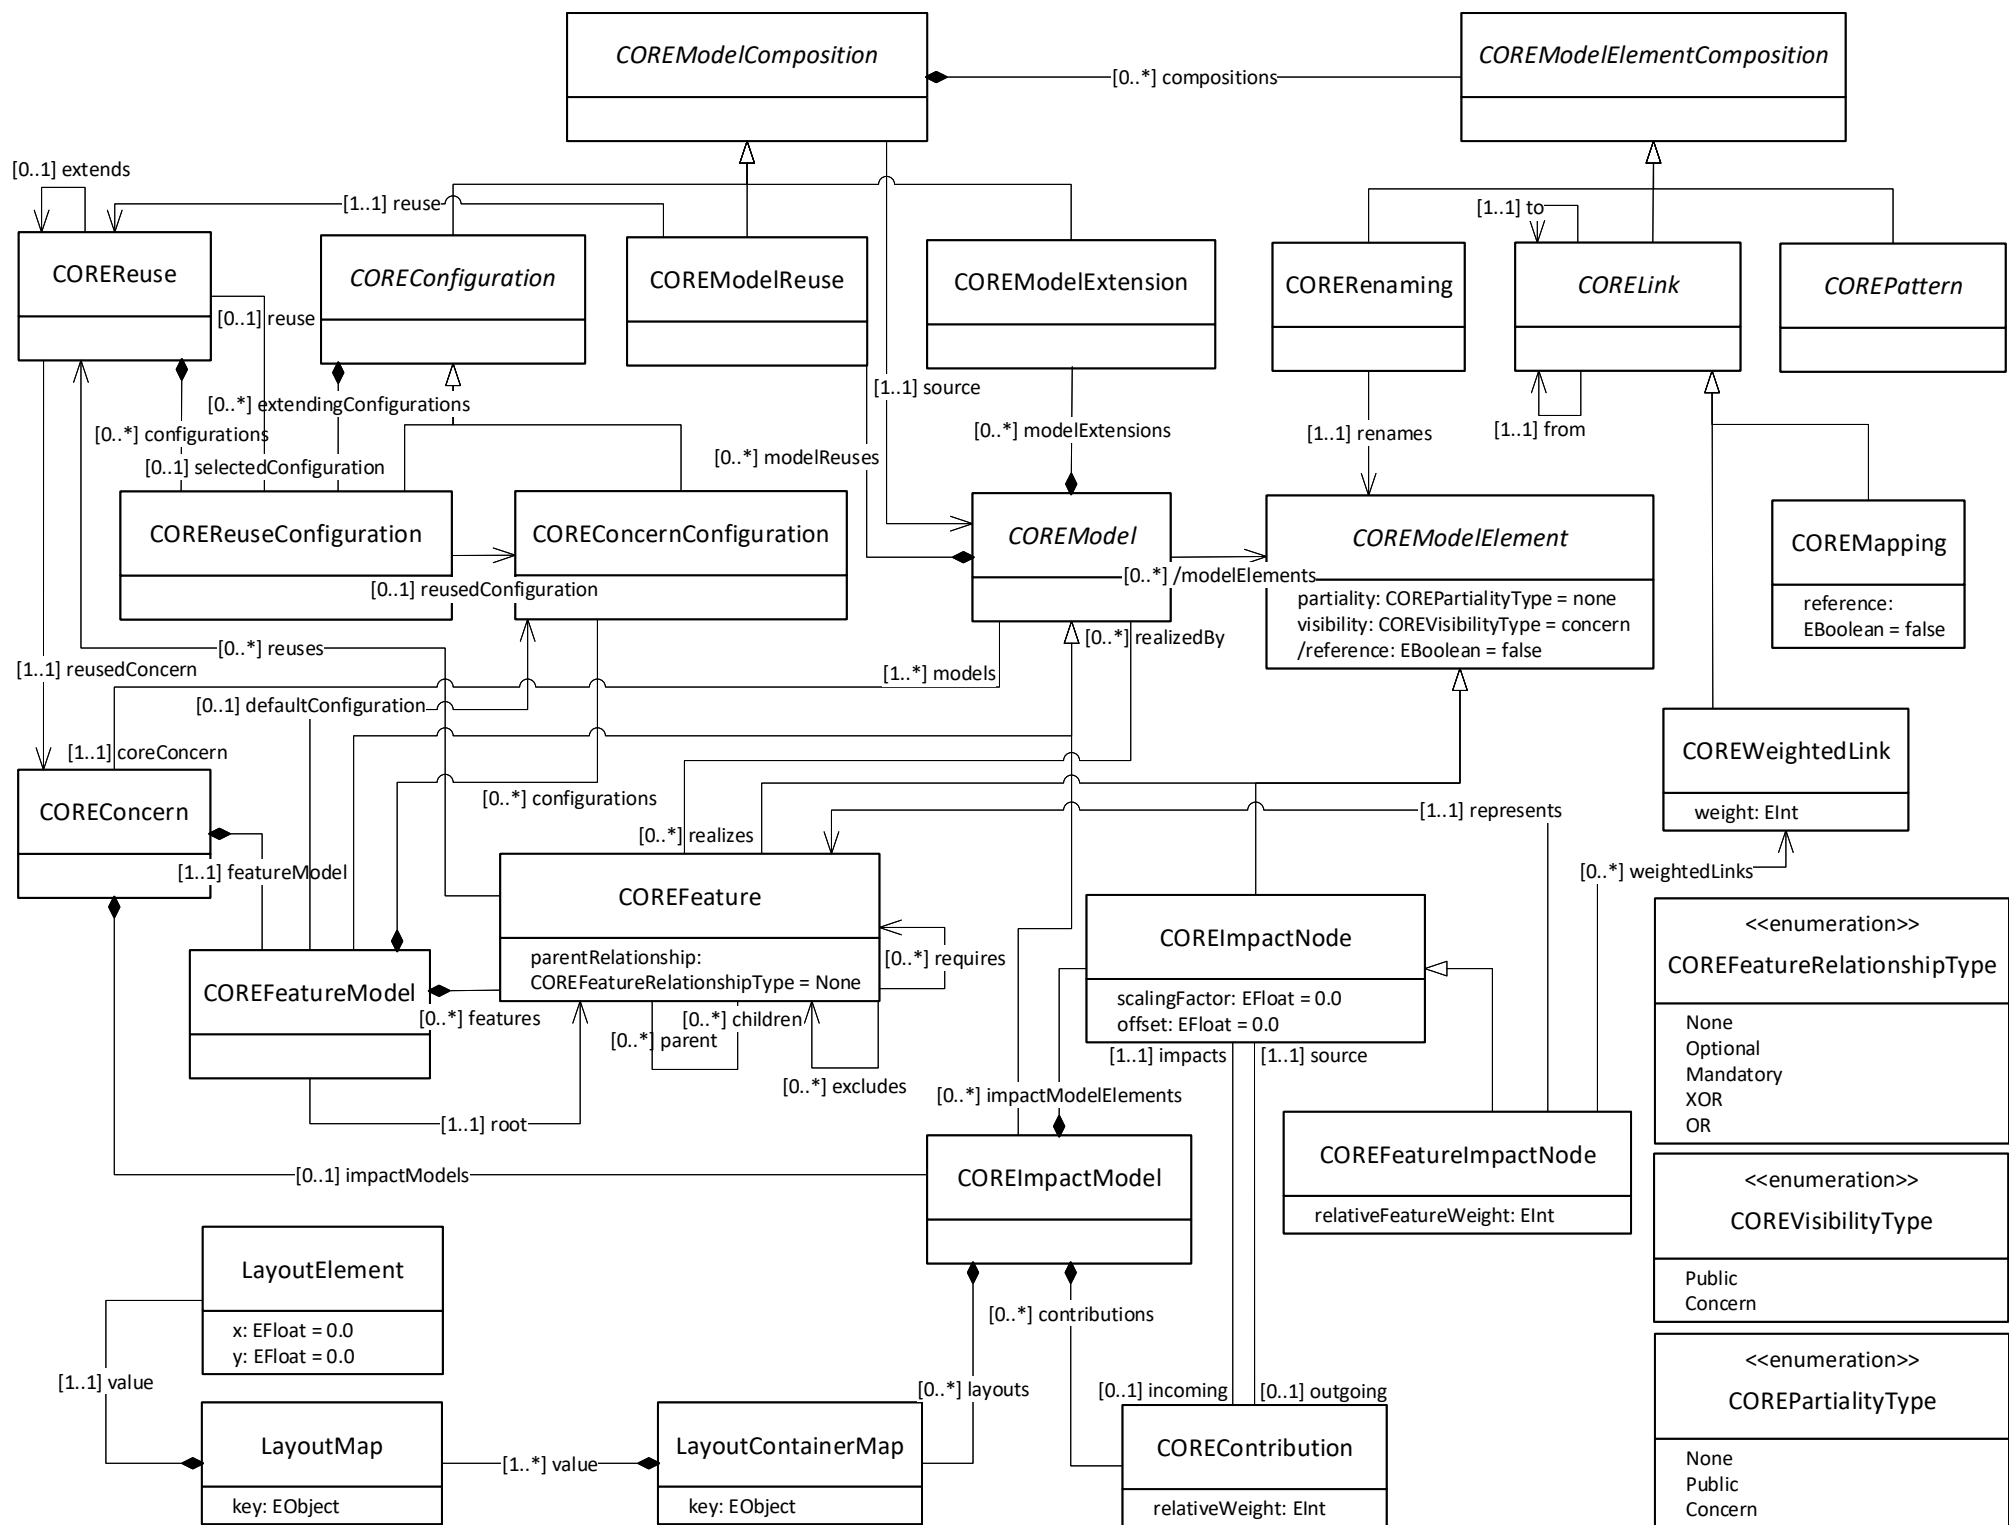 COREModelComposition
COREModelElementComposition
[0..*] compositions
[0..1] extends
[1..1] reuse
[1..1] to
COREReuse
COREConfiguration
COREModelReuse
COREModelExtension
CORERenaming
CORELink
COREPattern
[0..1] reuse
[1..1] source
[0..*] extendingConfigurations
[0..*] configurations
[0..*] modelExtensions
[1..1] renames
[1..1] from
[0..1] selectedConfiguration
[0..*] modelReuses
COREReuseConfiguration
COREConcernConfiguration
COREModel
COREModelElement
partiality: COREPartialityType = none
visibility: COREVisibilityType = concern
/reference: EBoolean = false
COREMapping
reference:
EBoolean = false
[0..*] /modelElements
[0..1] reusedConfiguration
[0..*] realizedBy
[0..*] reuses
[1..1] reusedConcern
[1..*] models
[0..1] defaultConfiguration
[1..1] coreConcern
COREWeightedLink
weight: EInt
[0..*] configurations
COREConcern
[0..*] realizes
[1..1] represents
[1..1] featureModel
[0..*] weightedLinks
COREFeature
parentRelationship:
COREFeatureRelationshipType = None
[0..*] requires
COREImpactNode
scalingFactor: EFloat = 0.0
offset: EFloat = 0.0
<<enumeration>>
COREFeatureRelationshipType
None
Optional
Mandatory
XOR
OR
COREFeatureModel
[0..*] features
[0..*] children
[0..*] parent
[0..*] excludes
[1..1] impacts
[1..1] source
[0..*] impactModelElements
[1..1] root
COREFeatureImpactNode
relativeFeatureWeight: EInt
[0..1] impactModels
COREImpactModel
<<enumeration>>
COREVisibilityType
Public
Concern
LayoutElement
x: EFloat = 0.0
y: EFloat = 0.0
[0..*] contributions
[1..1] value
[0..*] layouts
[0..1] incoming
[0..1] outgoing
<<enumeration>>
COREPartialityType
None
Public
Concern
LayoutMap
key: EObject
[1..*] value
LayoutContainerMap
key: EObject
COREContribution
relativeWeight: EInt